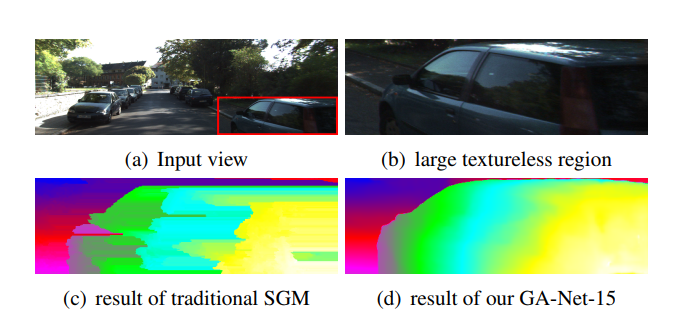 (a) Input view
(b) large textureless region
(c) result of traditional SGM
(d) result of our GA-Net-15